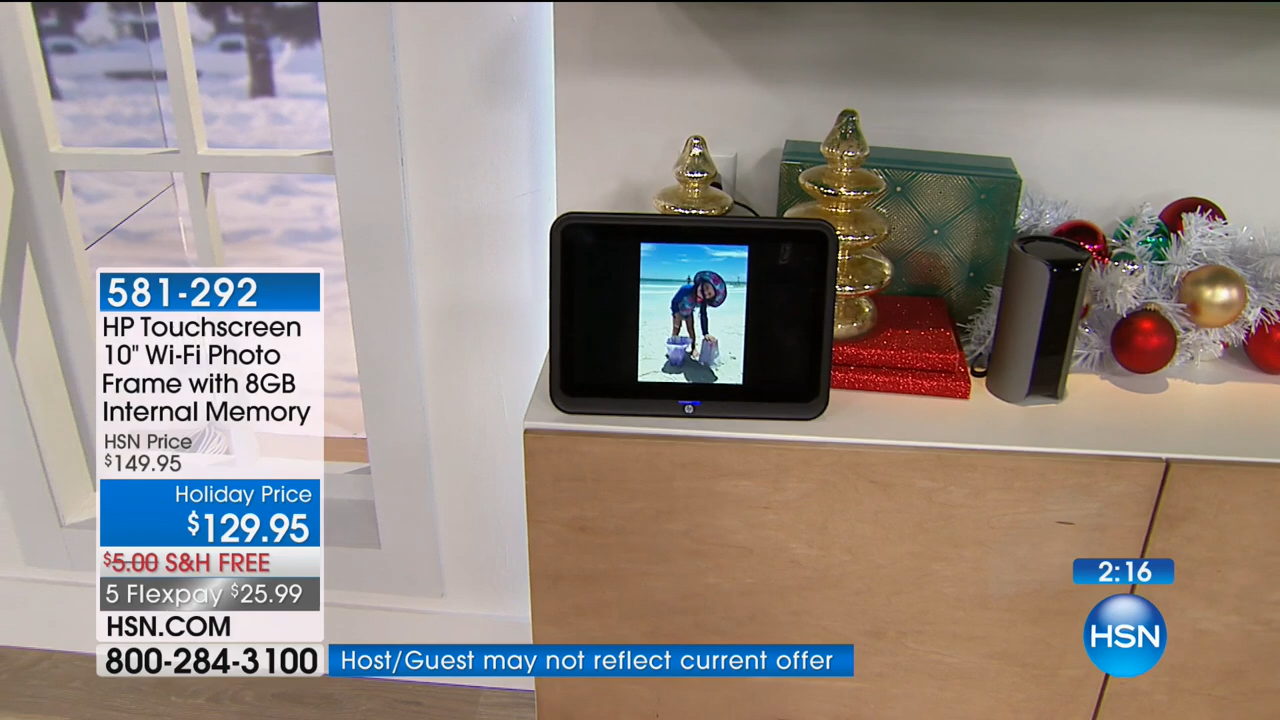 581-292
HP Touchscreen
10" Wi-Fi Photo
Frame with 8GB
Internal Memory
HSN Price
$149.95
Holiday Price
$129.95
$5.00 S&H FREE
5 Flexpay $25.99
HSN.COM
800-284-3100
Host/Guest may not reflect current offer
2:16
HSN
hp